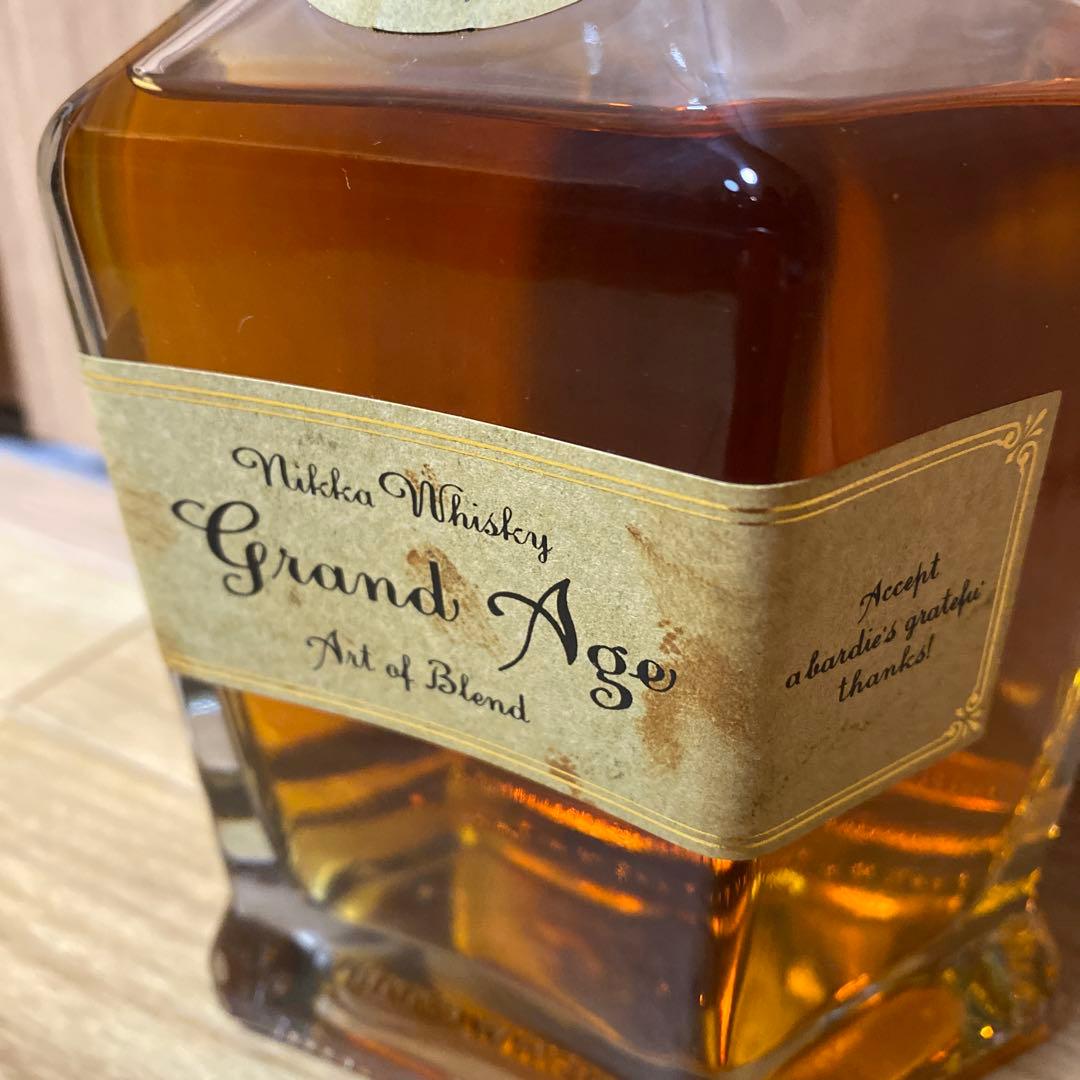 Nikka Whisky
Grand Age
Art of Blend
Accept
a bardie's grateful
thanks!